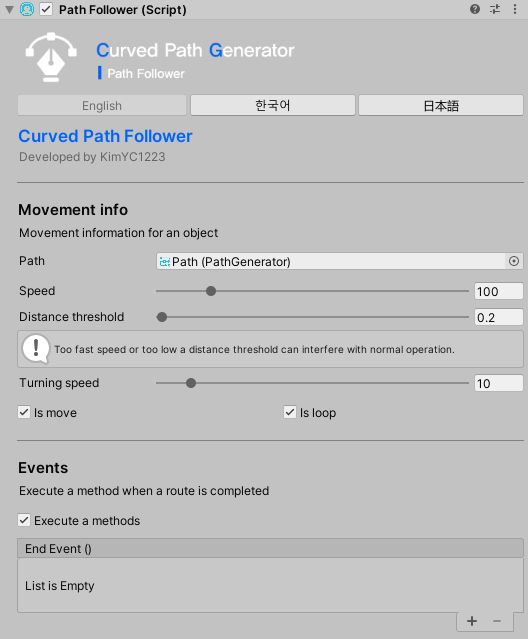 Path Follower (Script)
Curved Path Generator
Path Follower
English
한국어
日本語
Curved Path Follower
Developed by KimYC1223
Movement info
Movement information for an object
Path
Path (PathGenerator)
Speed
100
Distance threshold
0.2
Too fast speed or too low a distance threshold can interfere with normal operation.
Turning speed
10
Is move
Is loop
Events
Execute a method when a route is completed
Execute a methods
End Event ()
List is Empty